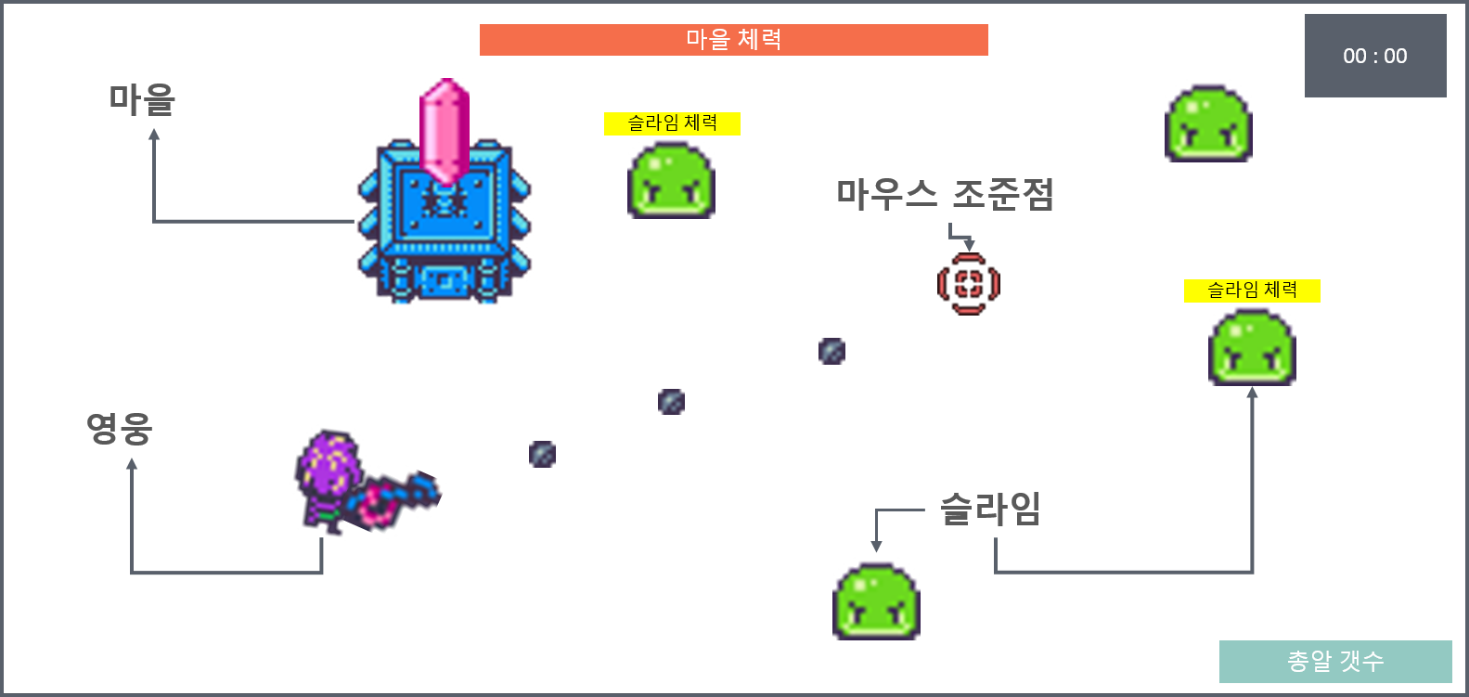 마을 체력
00 : 00
마을
슬라임 체력
마우스 조준점
슬라임 체력
영웅
슬라임
총알 갯수